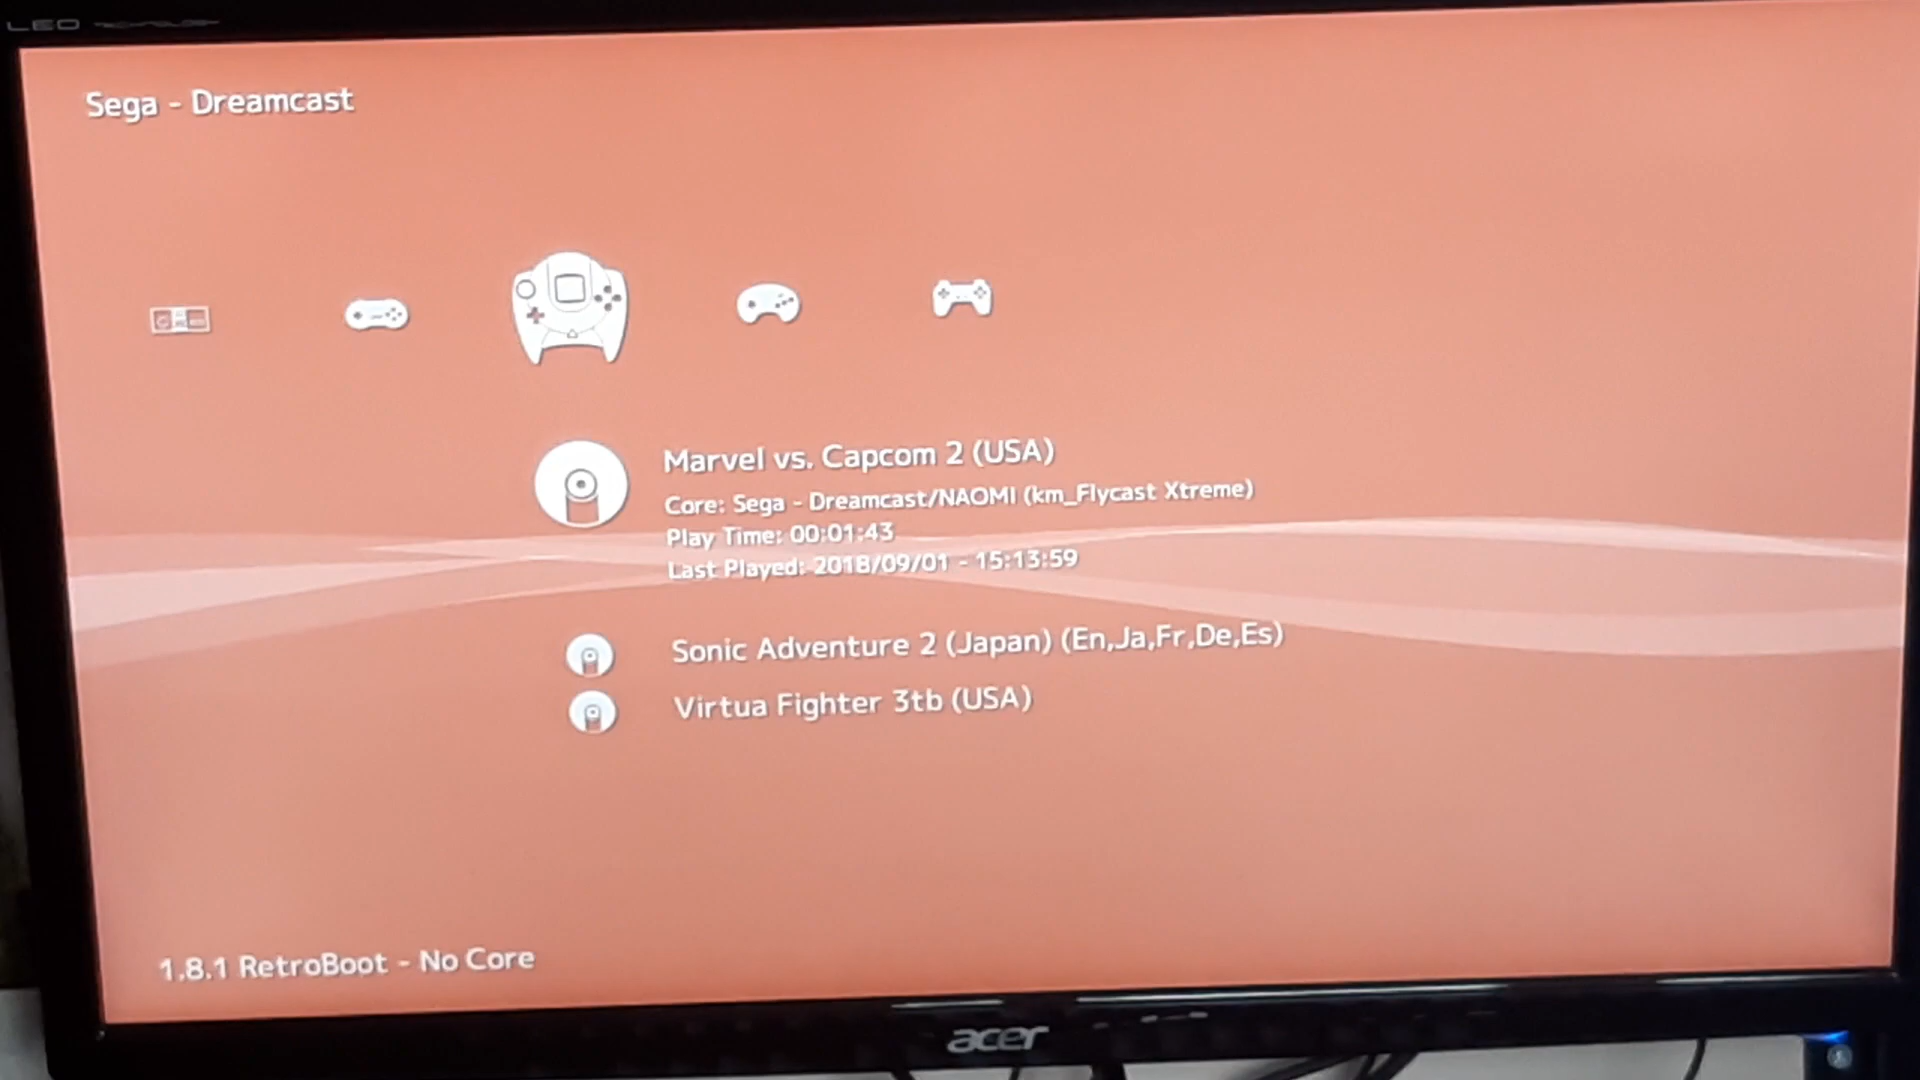 LED
Sega - Dreamcast
Marvel vs. Capcom 2 (USA)
Core: Sega - Dreamcast/NAOMI (km_Flycast Xtreme)
Play Time: 00:01:43
Last Played: 2018/09/01 - 15:13:59
Sonic Adventure 2 (Japan) (En,Ja,Fr,De,Es)
Virtua Fighter 3tb (USA)
1.8.1 RetroBoot - No Core
acer